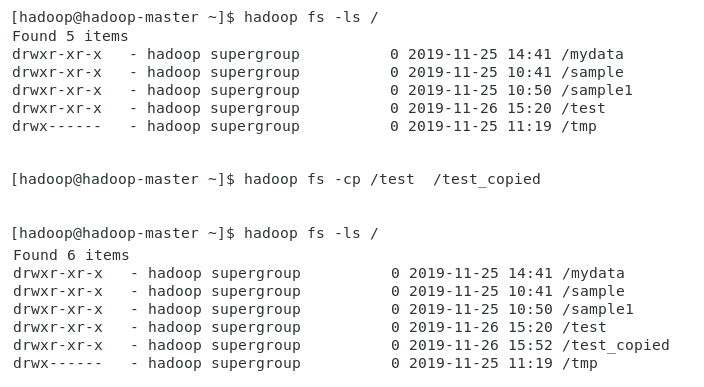 [hadoop@hadoop-master ~]$ hadoop fs -ls /
Found 5 items
drwxr-xr-x   - hadoop supergroup          0 2019-11-25 14:41 /mydata
drwxr-xr-x   - hadoop supergroup          0 2019-11-25 10:41 /sample
drwxr-xr-x   - hadoop supergroup          0 2019-11-25 10:50 /sample1
drwxr-xr-x   - hadoop supergroup          0 2019-11-26 15:20 /test
drwx------   - hadoop supergroup          0 2019-11-25 11:19 /tmp
[hadoop@hadoop-master ~]$ hadoop fs -cp /test  /test_copied
[hadoop@hadoop-master ~]$ hadoop fs -ls /
Found 6 items
drwxr-xr-x   - hadoop supergroup          0 2019-11-25 14:41 /mydata
drwxr-xr-x   - hadoop supergroup          0 2019-11-25 10:41 /sample
drwxr-xr-x   - hadoop supergroup          0 2019-11-25 10:50 /sample1
drwxr-xr-x   - hadoop supergroup          0 2019-11-26 15:20 /test
drwxr-xr-x   - hadoop supergroup          0 2019-11-26 15:52 /test_copied
drwx------   - hadoop supergroup          0 2019-11-25 11:19 /tmp